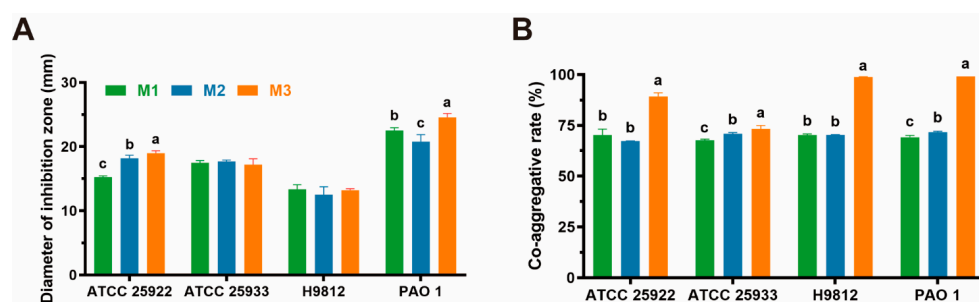 A
Diameter of inhibition zone (mm)
30
20
10
0
M1 M2 M3
c b a
b c a
ATCC 25922 ATCC 25933 H9812 PAO 1
B
Co-aggregative rate (%)
100
75
50
25
0
b b a
c b a
b b a
c b a
ATCC 25922 ATCC 25933 H9812 PAO 1